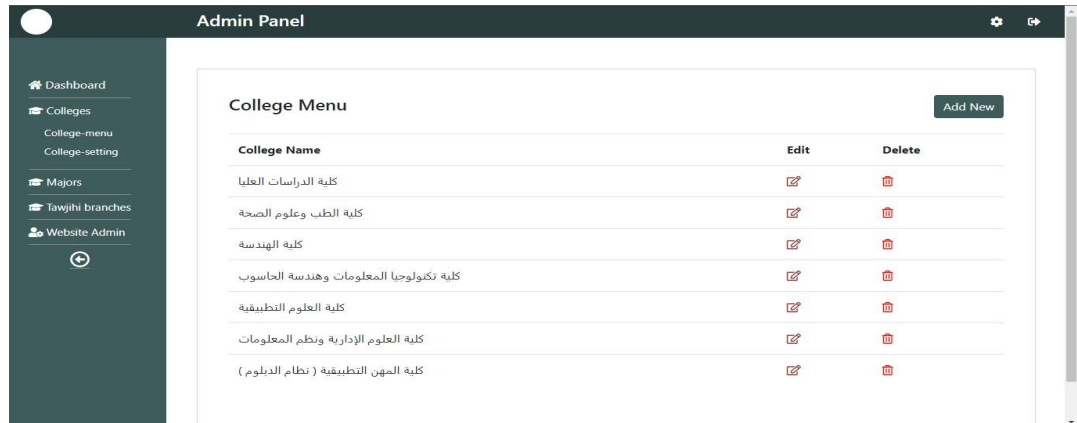 Admin Panel
Dashboard
Colleges
College-menu
College-setting
Majors
Tawjihi branches
Website Admin
College Menu
Add New
College Name Edit Delete
كلية الدراسات العليا
كلية الطب وعلوم الصحة
كلية الهندسة
كلية تكنولوجيا المعلومات وهندسة الحاسوب
كلية العلوم التطبيقية
كلية العلوم الإدارية ونظم المعلومات
كلية المهن التطبيقية ( نظام الدبلوم )